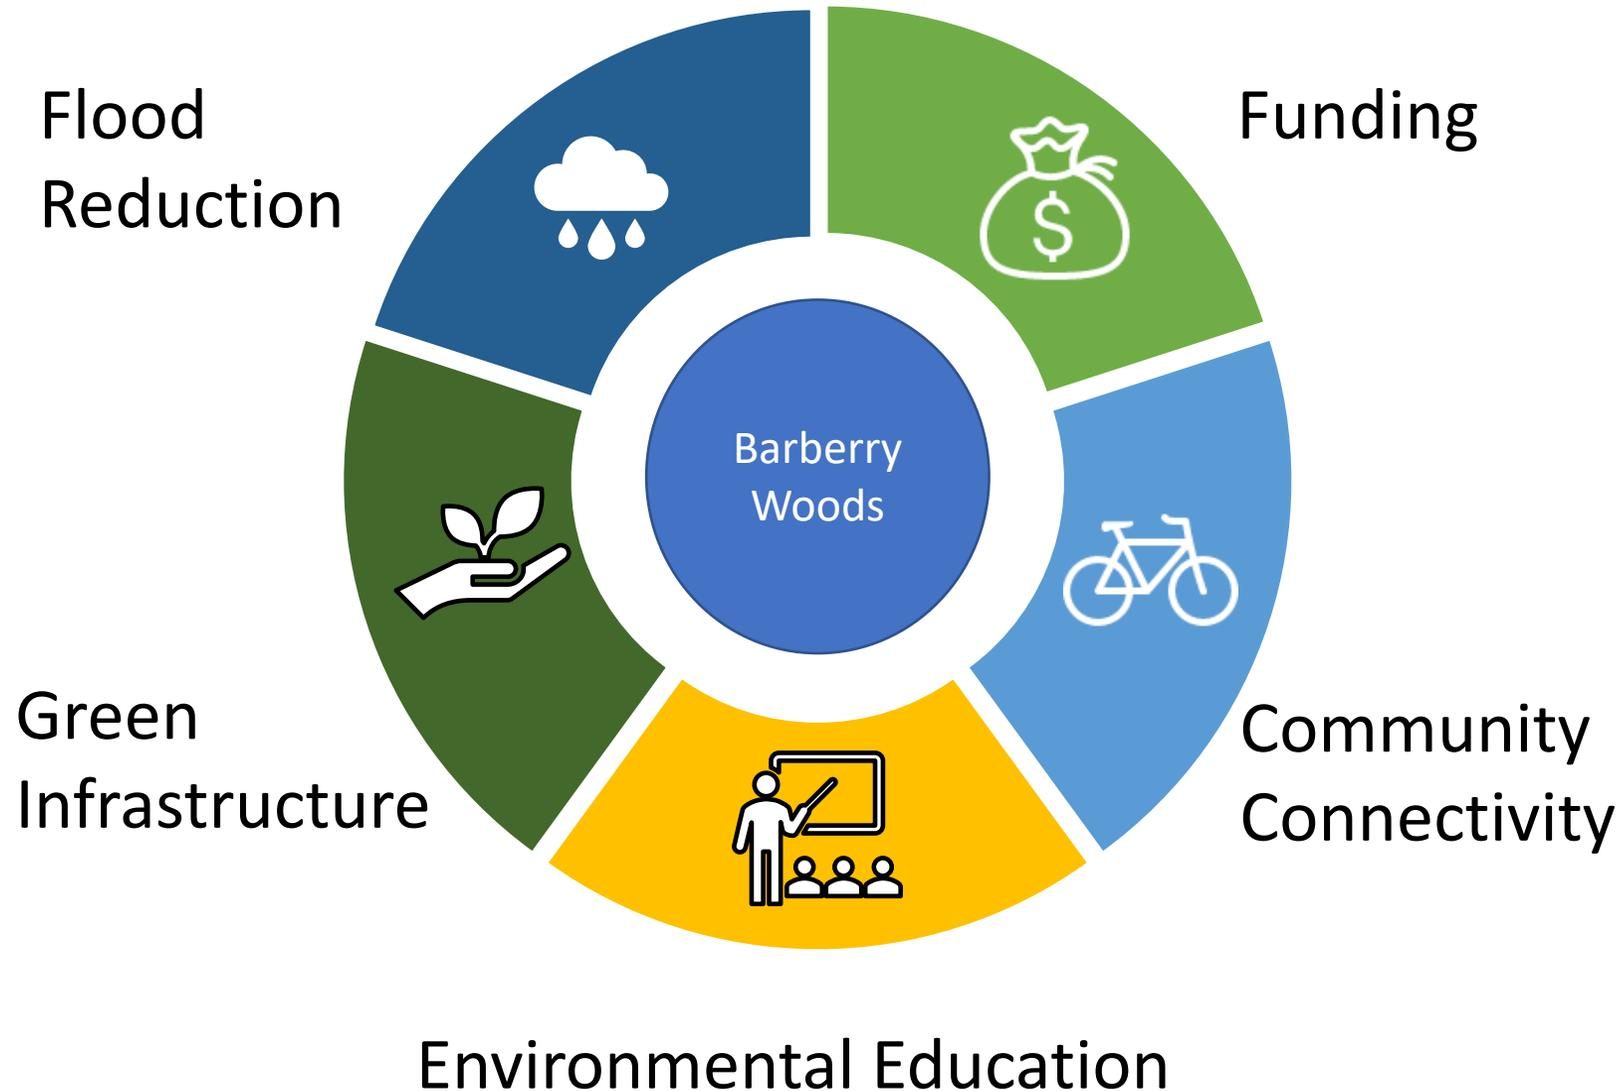 Flood
Reduction
Funding
$
Barberry
Woods
Green
Infrastructure
Community
Connectivity
Environmental Education